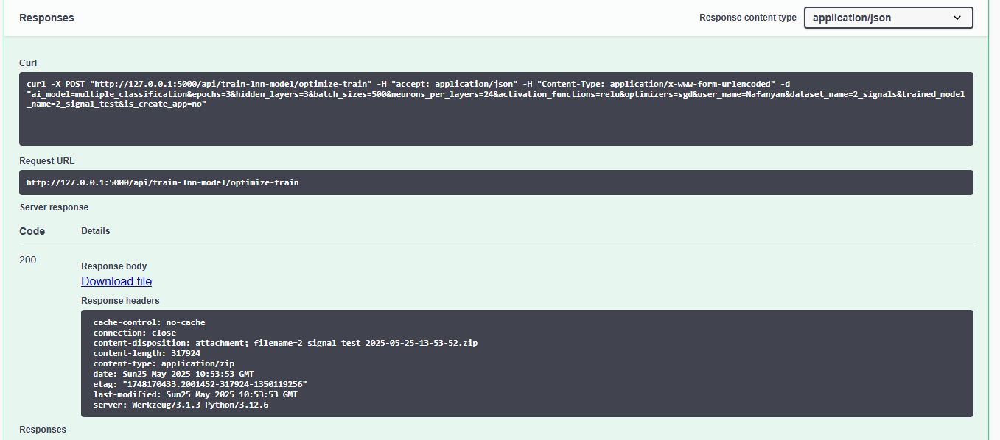 Responses
Response content type application/json
Curl
curl -X POST "http://127.0.0.1:5000/api/train-lnn-model/optimize-train" -H "accept: application/json" -H "Content-Type: application/x-www-form-urlencoded" -d
"ai_model=multiple_classification&epochs=3&hidden_layers=3&batch_sizes=500&neurons_per_layers=24&activation_functions=relu&optimizers=sgd&user_name=Nafanyan&dataset_name=2_signals&trained_model
_name=2_signal_test&is_create_app=no"
Request URL
http://127.0.0.1:5000/api/train-lnn-model/optimize-train
Server response
Code Details
200
Response body
Download file
Response headers
cache-control: no-cache
connection: close
content-disposition: attachment; filename=2_signal_test_2025-05-25-13-53-52.zip
content-length: 317924
content-type: application/zip
date: Sun25 May 2025 10:53:53 GMT
etag: "1748170433.2001452-317924-1350119256"
last-modified: Sun25 May 2025 10:53:53 GMT
server: Werkzeug/3.1.3 Python/3.12.6
Responses